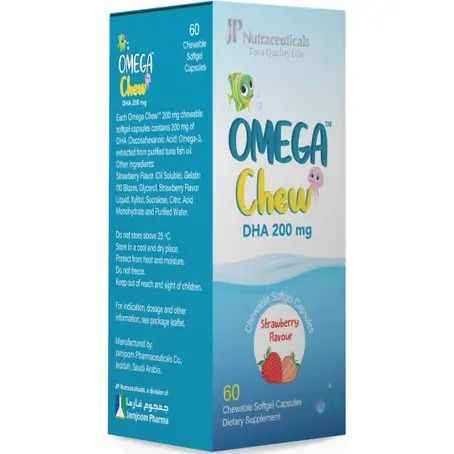 60
Chewable
Softgel
Capsules
OMEGA™
Chew
DHA 200 mg
Each Omega Chew™ 200 mg chewable
softgel capsules contains 200 mg of
DHA (Docosahexanoic Acid) Omega-3,
extracted from purified tuna fish oil.
Other ingredients:
Strawberry Flavor (Oil Soluble), Gelatin
110 Bloom, Glycerol, Strawberry Flavor
Liquid, Xylitol, Sucralose, Citric Acid
Monohydrate and Purified Water.
Do not store above 25 °C.
Store in a cool and dry place.
Protect from heat and moisture.
Do not freeze.
Keep out of reach and sight of children.
For indication, dosage and other
information, see package leaflet.
Manufactured by:
Jamjoom Pharmaceuticals Co.,
Jeddah, Saudi Arabia.
JP Nutraceuticals, a division of
جمجوم فارما
Jamjoom Pharma
JP Nutraceuticals
For a Quality Life
OMEGA™
Chew
DHA 200 mg
Chewable Softgel Capsules
Strawberry
Flavour
60
Chewable Softgel Capsules
Dietary Supplement